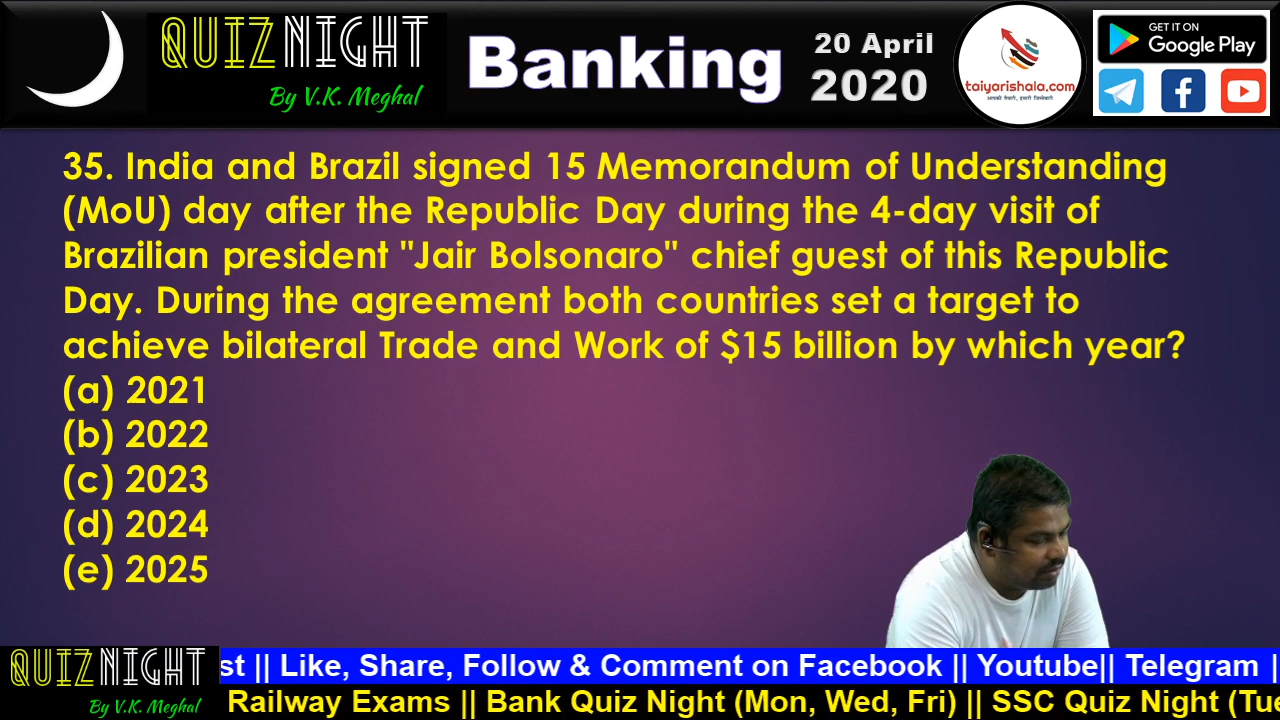 QUIZ NIGHT
By V.K. Meghal
Banking
20 April
2020
taiyarishala.com
आपकी तैयारी, हमारी जिम्मेदारी
GET IT ON
Google Play
35. India and Brazil signed 15 Memorandum of Understanding
(MoU) day after the Republic Day during the 4-day visit of
Brazilian president "Jair Bolsonaro" chief guest of this Republic
Day. During the agreement both countries set a target to
achieve bilateral Trade and Work of $15 billion by which year?
(a) 2021
(b) 2022
(c) 2023
(d) 2024
(e) 2025
QUIZ NIGHT
By V.K. Meghal
st || Like, Share, Follow & Comment on Facebook || Youtube|| Telegram |
Railway Exams || Bank Quiz Night (Mon, Wed, Fri) || SSC Quiz Night (Tue